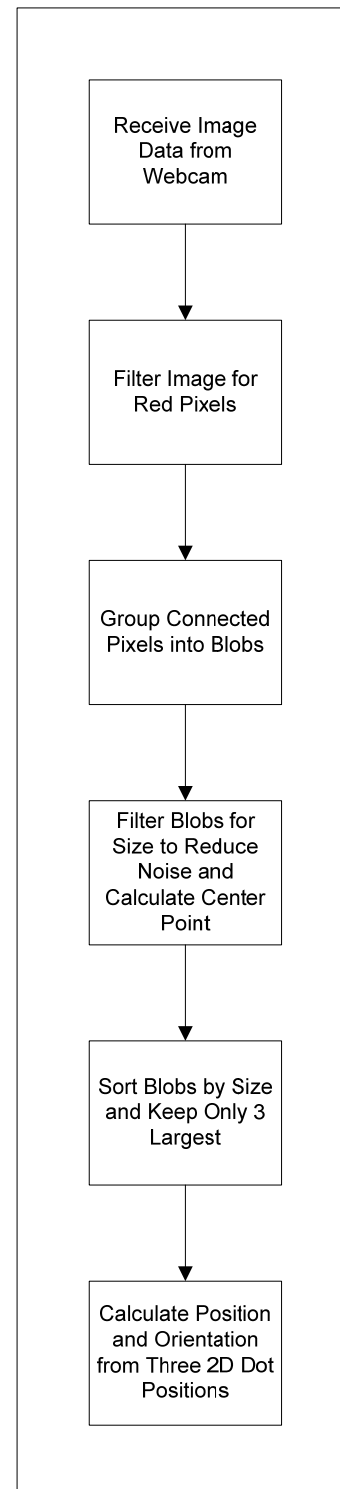 Receive Image
Data from
Webcam
Filter Image for
Red Pixels
Group Connected
Pixels into Blobs
Filter Blobs for
Size to Reduce
Noise and
Calculate Center
Point
Sort Blobs by Size
and Keep Only 3
Largest
Calculate Position
and Orientation
from Three 2D Dot
Positions